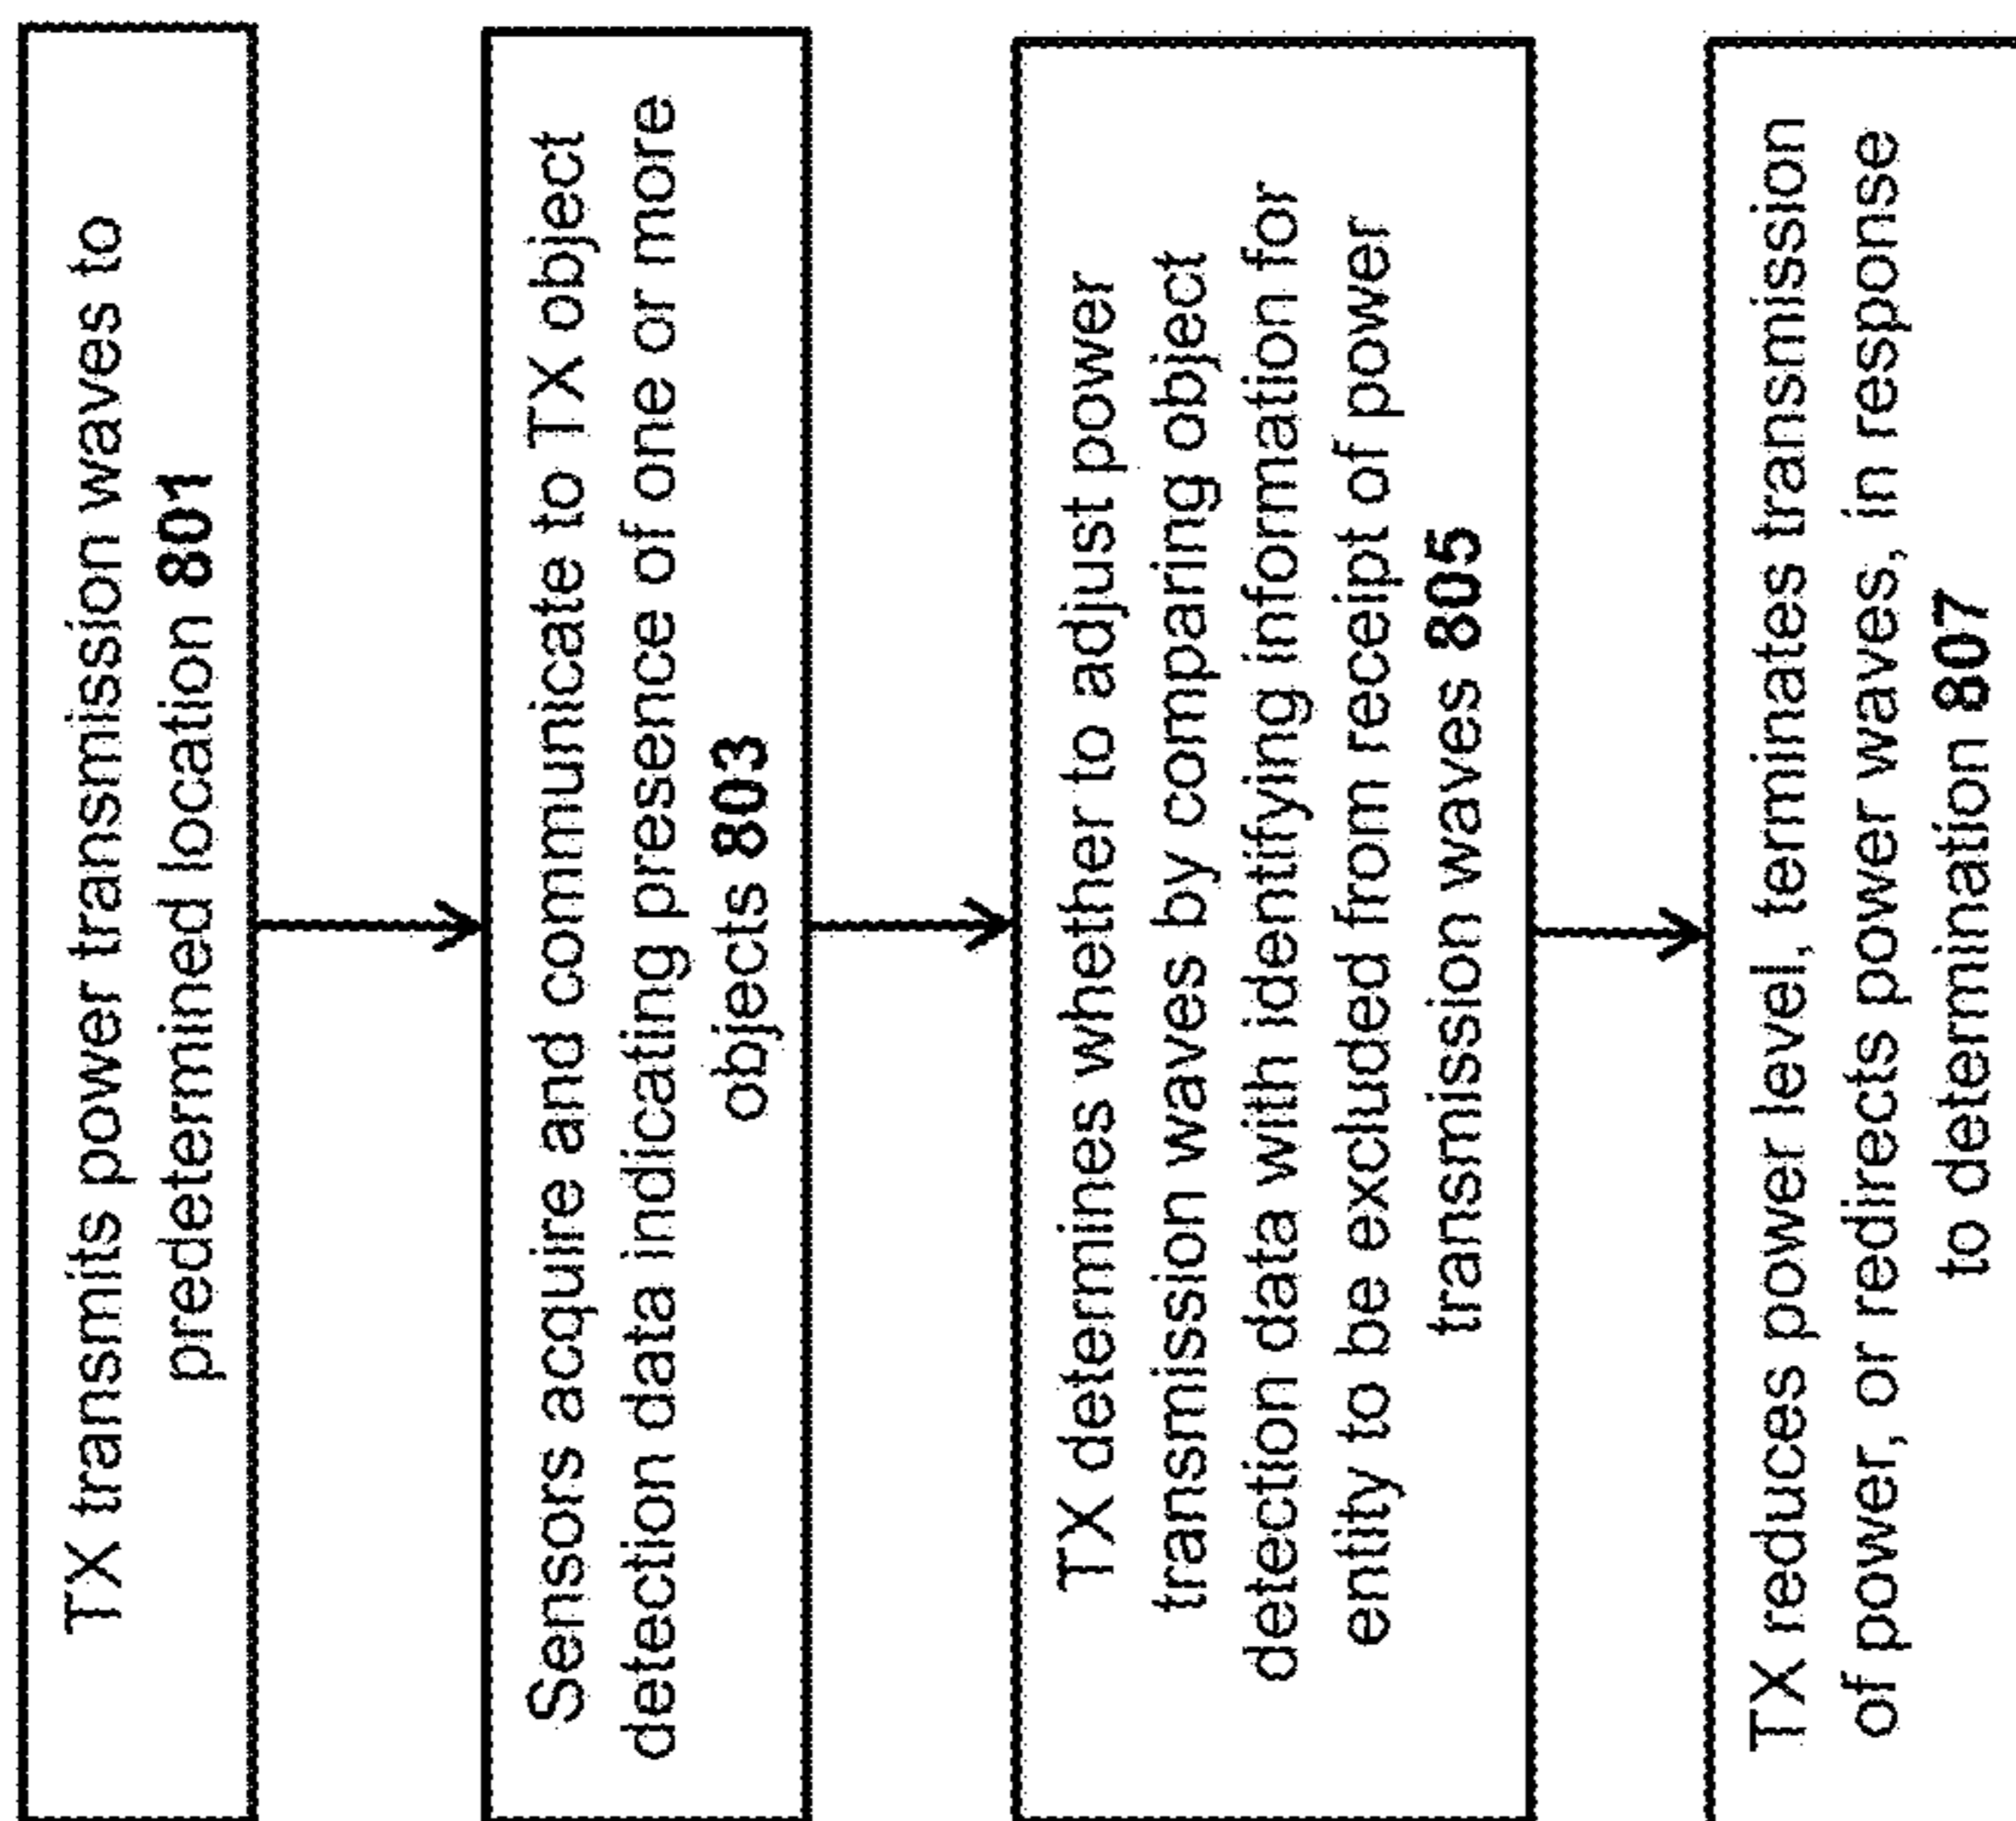 TX transmits power transmission waves to
predetermined location 801
Sensors acquire and communicate to TX object
detection data indicating presence of one or more
objects 803
TX determines whether to adjust power
transmission waves by comparing object
detection data with identifying information for
entity to be excluded from receipt of power
transmission waves 805
TX reduces power level, terminates transmission
of power, or redirects power waves, in response
to determination 807